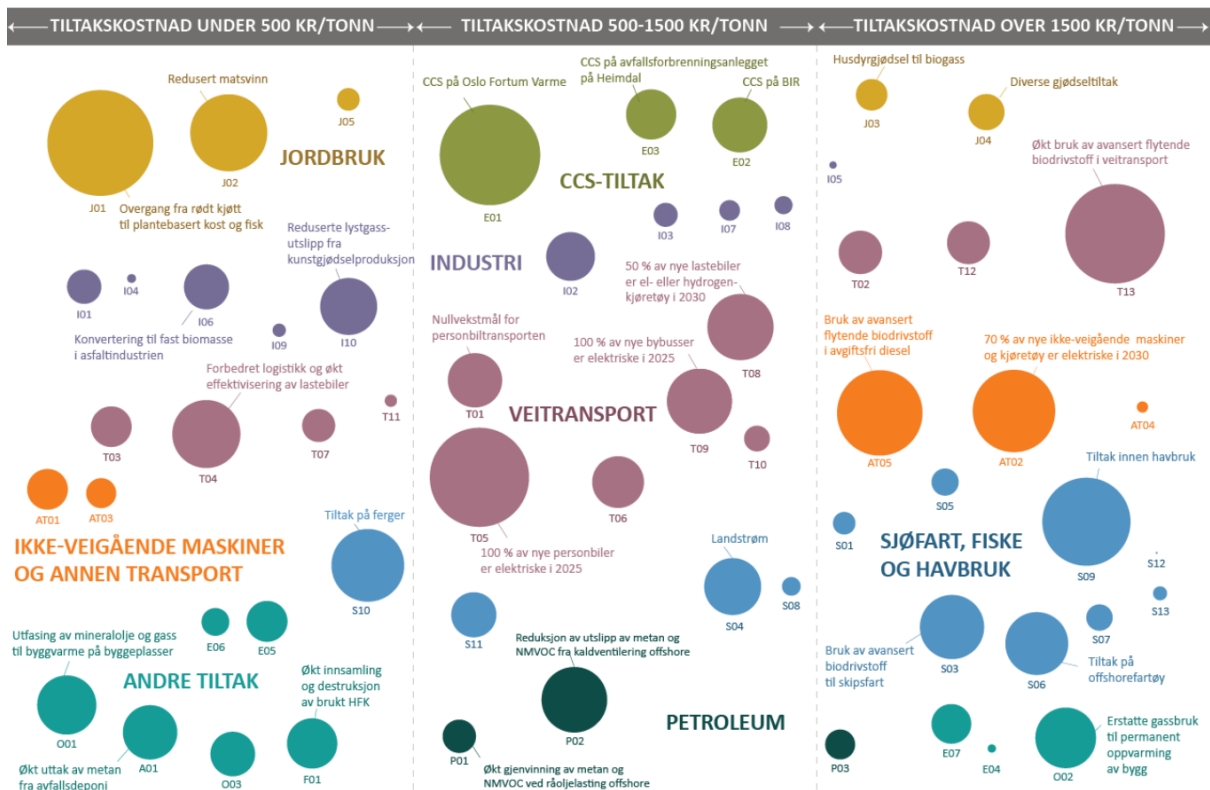 TILTAKSKOSTNAD UNDER 500 KR/TONN
TILTAKSKOSTNAD 500-1500 KR/TONN
TILTAKSKOSTNAD OVER 1500 KR/TONN
Redusert matsvinn
J05
J02
JORDBRUK
J01
Overgang fra rødt kjøtt
til plantebasert kost og fisk
Reduserte lystgass-
utslipp fra
kunstgjødselproduksjon
I01
I04
I06
I09
I10
Konvertering til fast biomasse
i asfaltindustrien
Forbedret logistikk og økt
effektivisering av lastebiler
T11
T03
T04
T07
AT01
AT03
Tiltak på ferger
IKKE-VEIGÅENDE MASKINER
OG ANNEN TRANSPORT
S10
E06
E05
Utfasing av mineralolje og gass
til byggvarme på byggeplasser
ANDRE TILTAK
Økt innsamling
og destruksjon
av brukt HFK
O01
A01
O03
F01
Økt uttak av metan
fra avfallsdeponi
CCS på Oslo Fortum Varme
CCS på avfallsforbrenningsanlegget
på Heimdal
CCS på BIR
E03
E02
CCS-TILTAK
E01
I03
I07
I08
INDUSTRI
I02
50 % av nye lastebiler
er el- eller hydrogen-
kjøretøy i 2030
Nullvekstmål for
personbiltransporten
100 % av nye bybusser
er elektriske i 2025
T08
T01
VEITRANSPORT
T09
T10
T05
T06
100 % av nye personbiler
er elektriske i 2025
Landstrøm
S08
S11
S04
Reduksjon av utslipp av metan og
NMVOC fra kaldventilering offshore
PETROLEUM
P02
P01
Økt gjenvinning av metan og
NMVOC ved råoljelasting offshore
Husdyrgjødsel til biogass
Diverse gjødseltiltak
J03
J04
Økt bruk av avansert flytende
biodrivstoff i veitransport
I05
T02
T12
T13
Bruk av avansert
flytende biodrivstoff
i avgiftsfri diesel
70 % av nye ikke-veigående maskiner
og kjøretøy er elektriske i 2030
AT04
AT05
AT02
Tiltak innen havbruk
S05
S01
SJØFART, FISKE
OG HAVBRUK
S12
S09
S13
S07
Bruk av avansert
biodrivstoff
til skipsfart
S03
S06
Tiltak på
offshorefartøy
P03
E07
E04
O02
Erstatte gassbruk
til permanent
oppvarming
av bygg